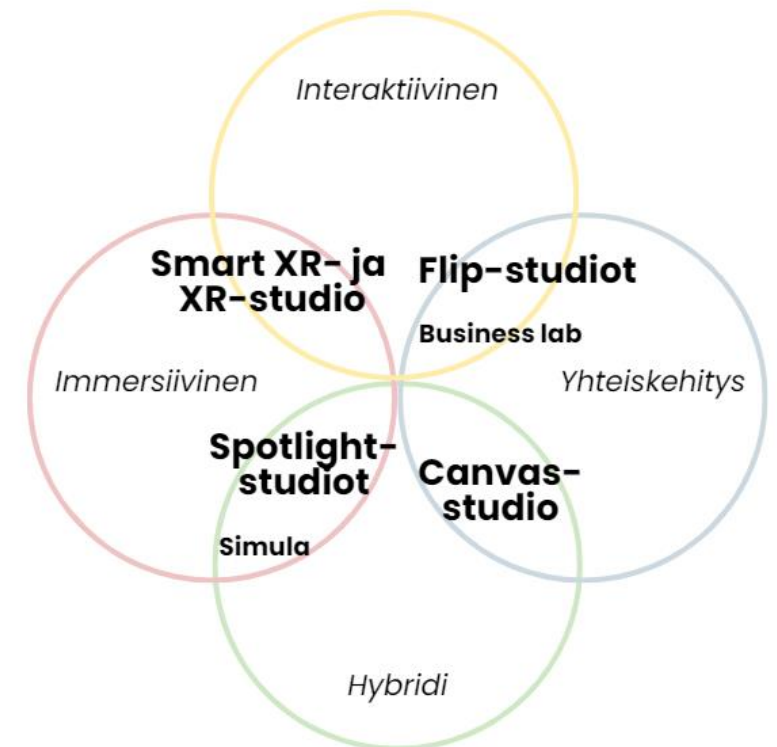 Interaktiivinen
Smart XR- ja
XR-studio
Flip-studiot
Business lab
Immersiivinen
Yhteiskehitys
Spotlight-
studiot
Canvas-
studio
Simula
Hybridi